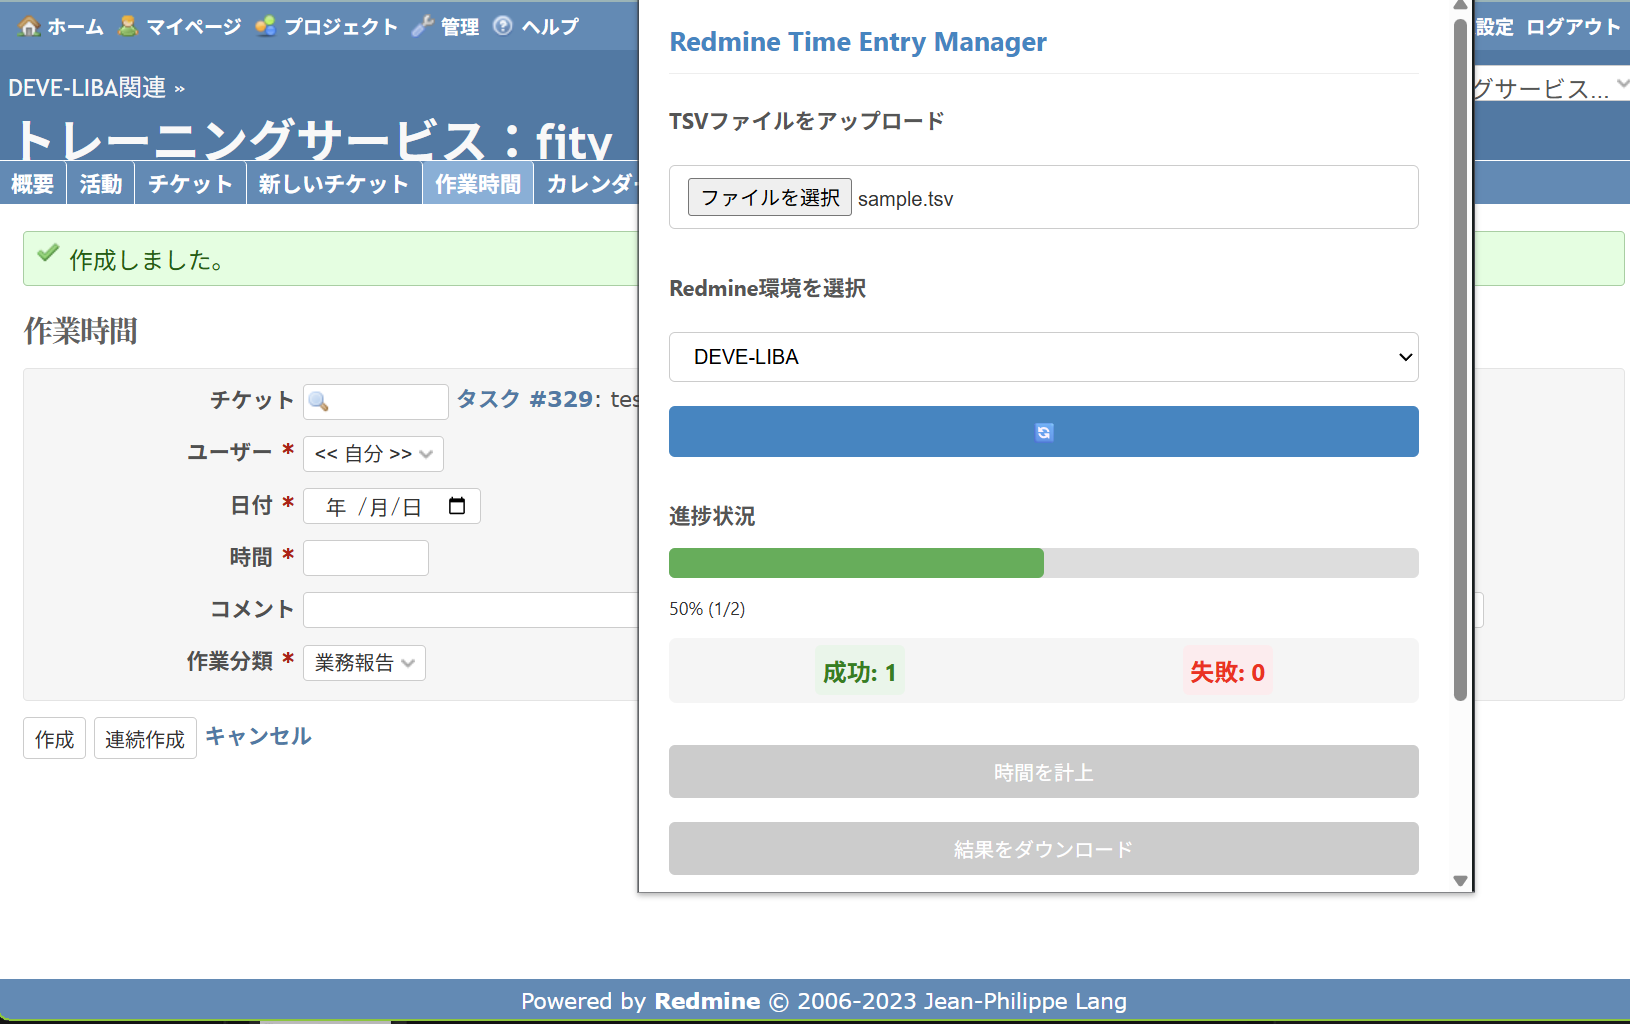 ホーム マイページ プロジェクト 管理 ヘルプ
設定 ログアウト
DEVE-LIBA関連 »
グサービス...
トレーニングサービス：fity
概要 活動 チケット 新しいチケット 作業時間 カレンダー
作成しました。
作業時間
チケット タスク #329: tes
ユーザー * << 自分 >>
日付 * 年 /月/日
時間 *
コメント
作業分類 * 業務報告
作成 連続作成 キャンセル
Redmine Time Entry Manager
TSVファイルをアップロード
ファイルを選択 sample.tsv
Redmine環境を選択
DEVE-LIBA
進捗状況
50% (1/2)
成功: 1 失敗: 0
時間を計上
結果をダウンロード
Powered by Redmine © 2006-2023 Jean-Philippe Lang